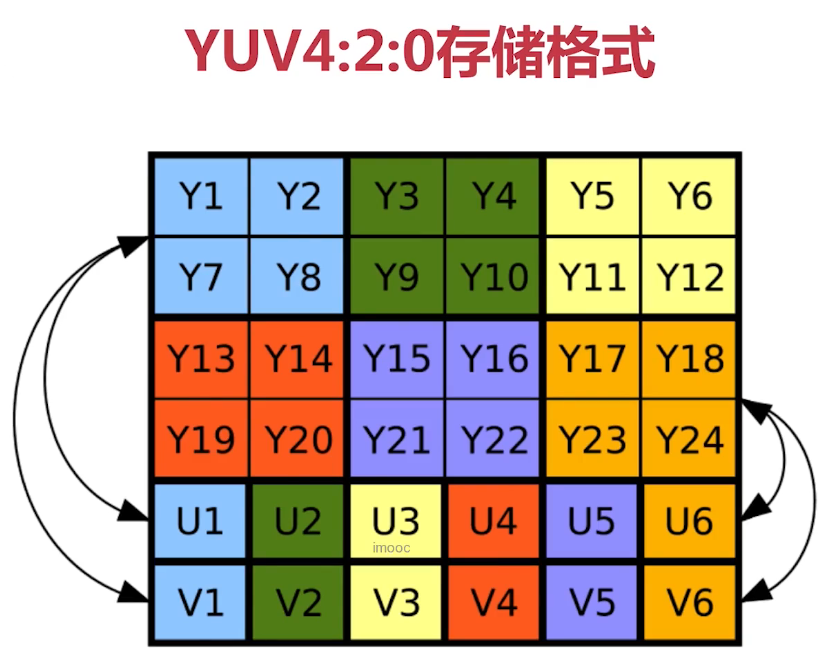 YUV4:2:0存储格式
Y1 Y2 Y3 Y4 Y5 Y6
Y7 Y8 Y9 Y10 Y11 Y12
Y13 Y14 Y15 Y16 Y17 Y18
Y19 Y20 Y21 Y22 Y23 Y24
U1 U2 U3 U4 U5 U6
imooc
V1 V2 V3 V4 V5 V6